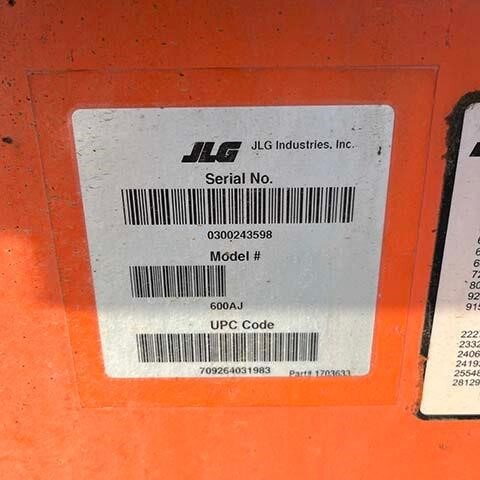 JLG JLG Industries, Inc.
Serial No.
0300243598
Model #
600AJ
UPC Code
709264031983 Part# 1703633